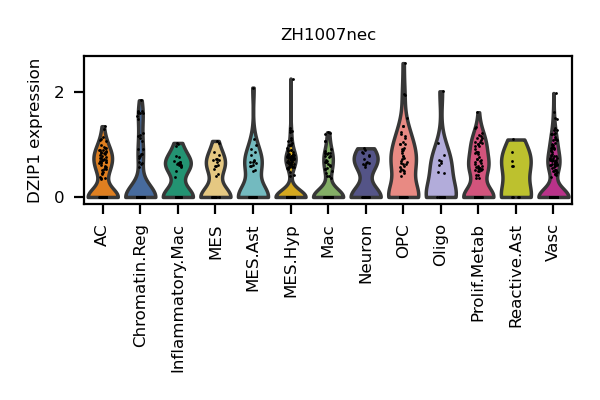 ZH1007nec
DZIP1 expression
2
0
AC
Chromatin.Reg
Inflammatory.Mac
MES
MES.Ast
MES.Hyp
Mac
Neuron
OPC
Oligo
Prolif.Metab
Reactive.Ast
Vasc